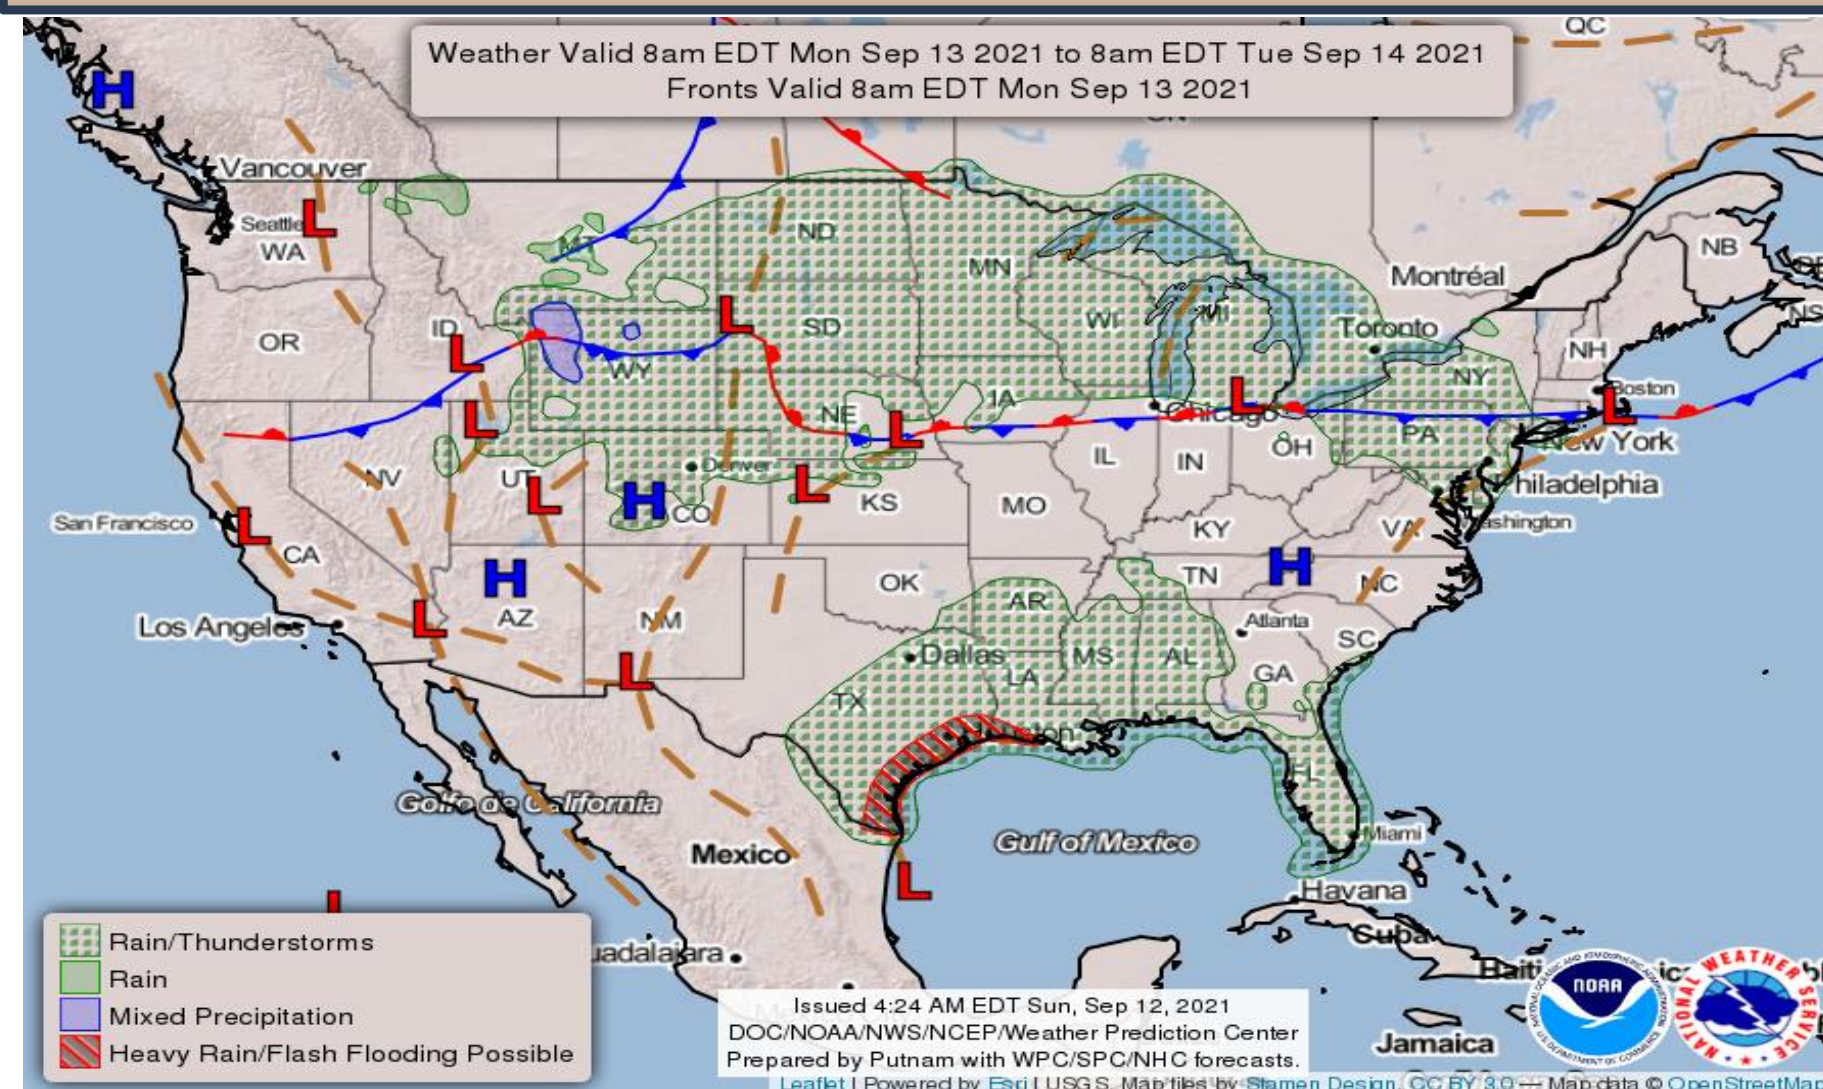 QC
Weather Valid 8am EDT Mon Sep 13 2021 to 8am EDT Tue Sep 14 2021
Fronts Valid 8am EDT Mon Sep 13 2021
H
Vancouver
Seattle L
WA
MT
ND
MN
Montréal
NB
NS
OR
ID
L
L
SD
WI
MI
Toronto
NH
WY
NY
Boston
L
NE
IA
Chicago
L
L
L
PA
New York
NV
UT
Denver
L
IL
IN
OH
Philadelphia
San Francisco
L
L
H
CO
KS
MO
KY
VA
Washington
CA
H
OK
TN
H
NC
Los Angeles
L
AZ
NM
AR
Atlanta
SC
L
Dallas
LA
MS
AL
GA
TX
Houston
FL
Golfo de California
Gulf of Mexico
Miami
Mexico
L
Havana
L
Cuba
Rain/Thunderstorms
Rain
Mixed Precipitation
Heavy Rain/Flash Flooding Possible
uadalajara
Haiti
NOAA
NATIONAL WEATHER SERVICE
Jamaica
Issued 4:24 AM EDT Sun, Sep 12, 2021
DOC/NOAA/NWS/NCEP/Weather Prediction Center
Prepared by Putnam with WPC/SPC/NHC forecasts.
Leaflet | Powered by Esri | USGS, Map tiles by Stamen Design, CC BY 3.0 — Map data © OpenStreetMap